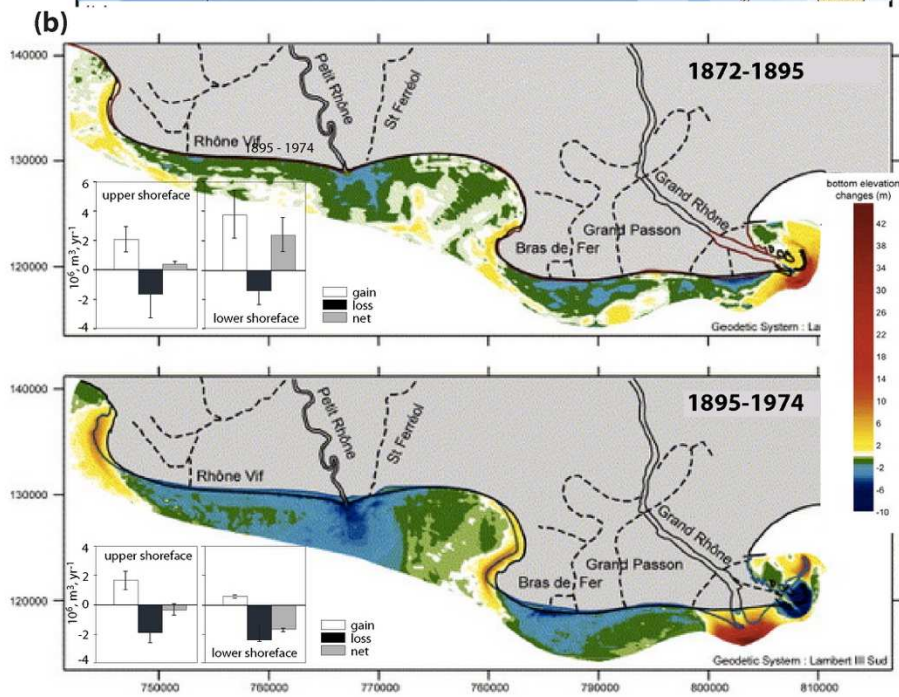 (b)
140000
130000
120000
1872-1895
Petit Rhône
St Ferréol
Rhône Vif
1895 - 1974
Grand Rhône
Grand Passon
Bras de Fer
6
4
2
0
-2
-4
10⁶, m³, yr⁻¹
upper shoreface
lower shoreface
gain
loss
net
Geodetic System : La
bottom elevation
changes (m)
42
38
34
30
26
22
18
14
10
6
2
-2
-6
-10
140000
130000
120000
1895-1974
Petit Rhône
St Ferréol
Rhône Vif
Grand Rhône
Grand Passon
Bras de Fer
4
2
0
-2
-4
10⁶, m³, yr⁻¹
upper shoreface
lower shoreface
gain
loss
net
Geodetic System : Lambert III Sud
750000
760000
770000
780000
790000
800000
810000